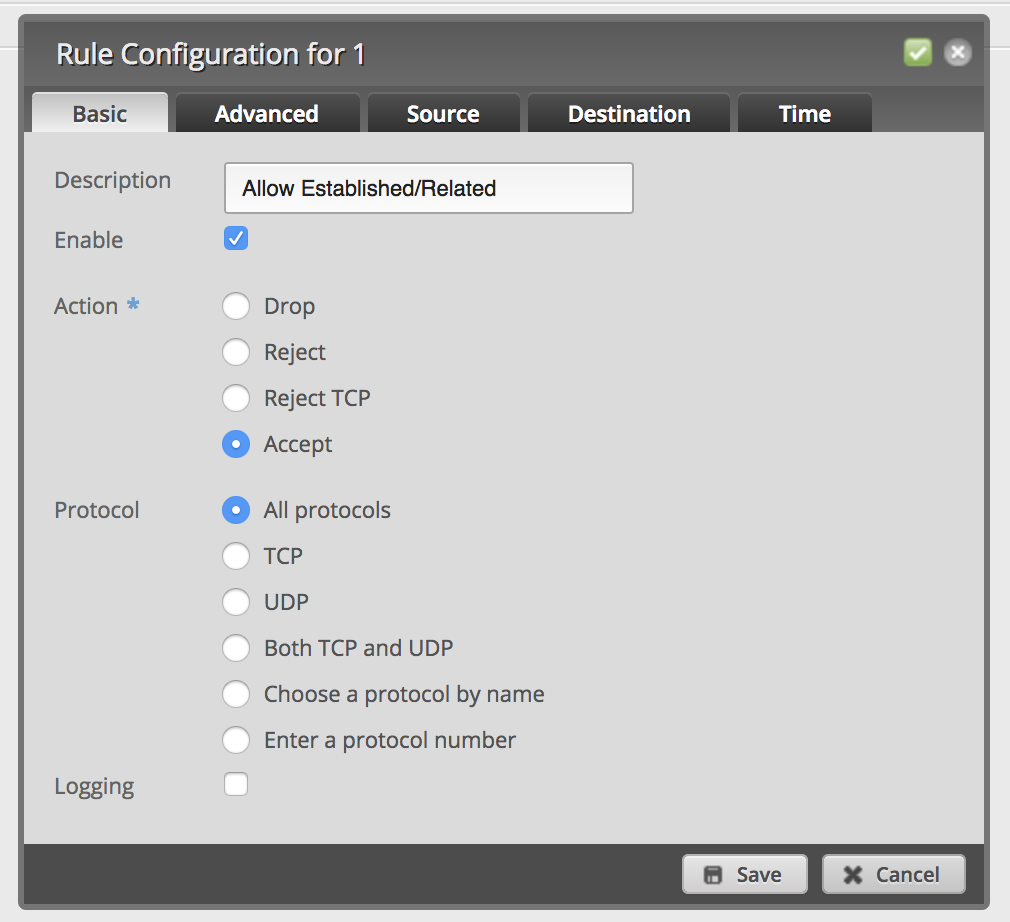 Rule Configuration for 1
Basic Advanced Source Destination Time
Description Allow Established/Related
Enable
Action * Drop
Reject
Reject TCP
Accept
Protocol All protocols
TCP
UDP
Both TCP and UDP
Choose a protocol by name
Enter a protocol number
Logging
Save Cancel